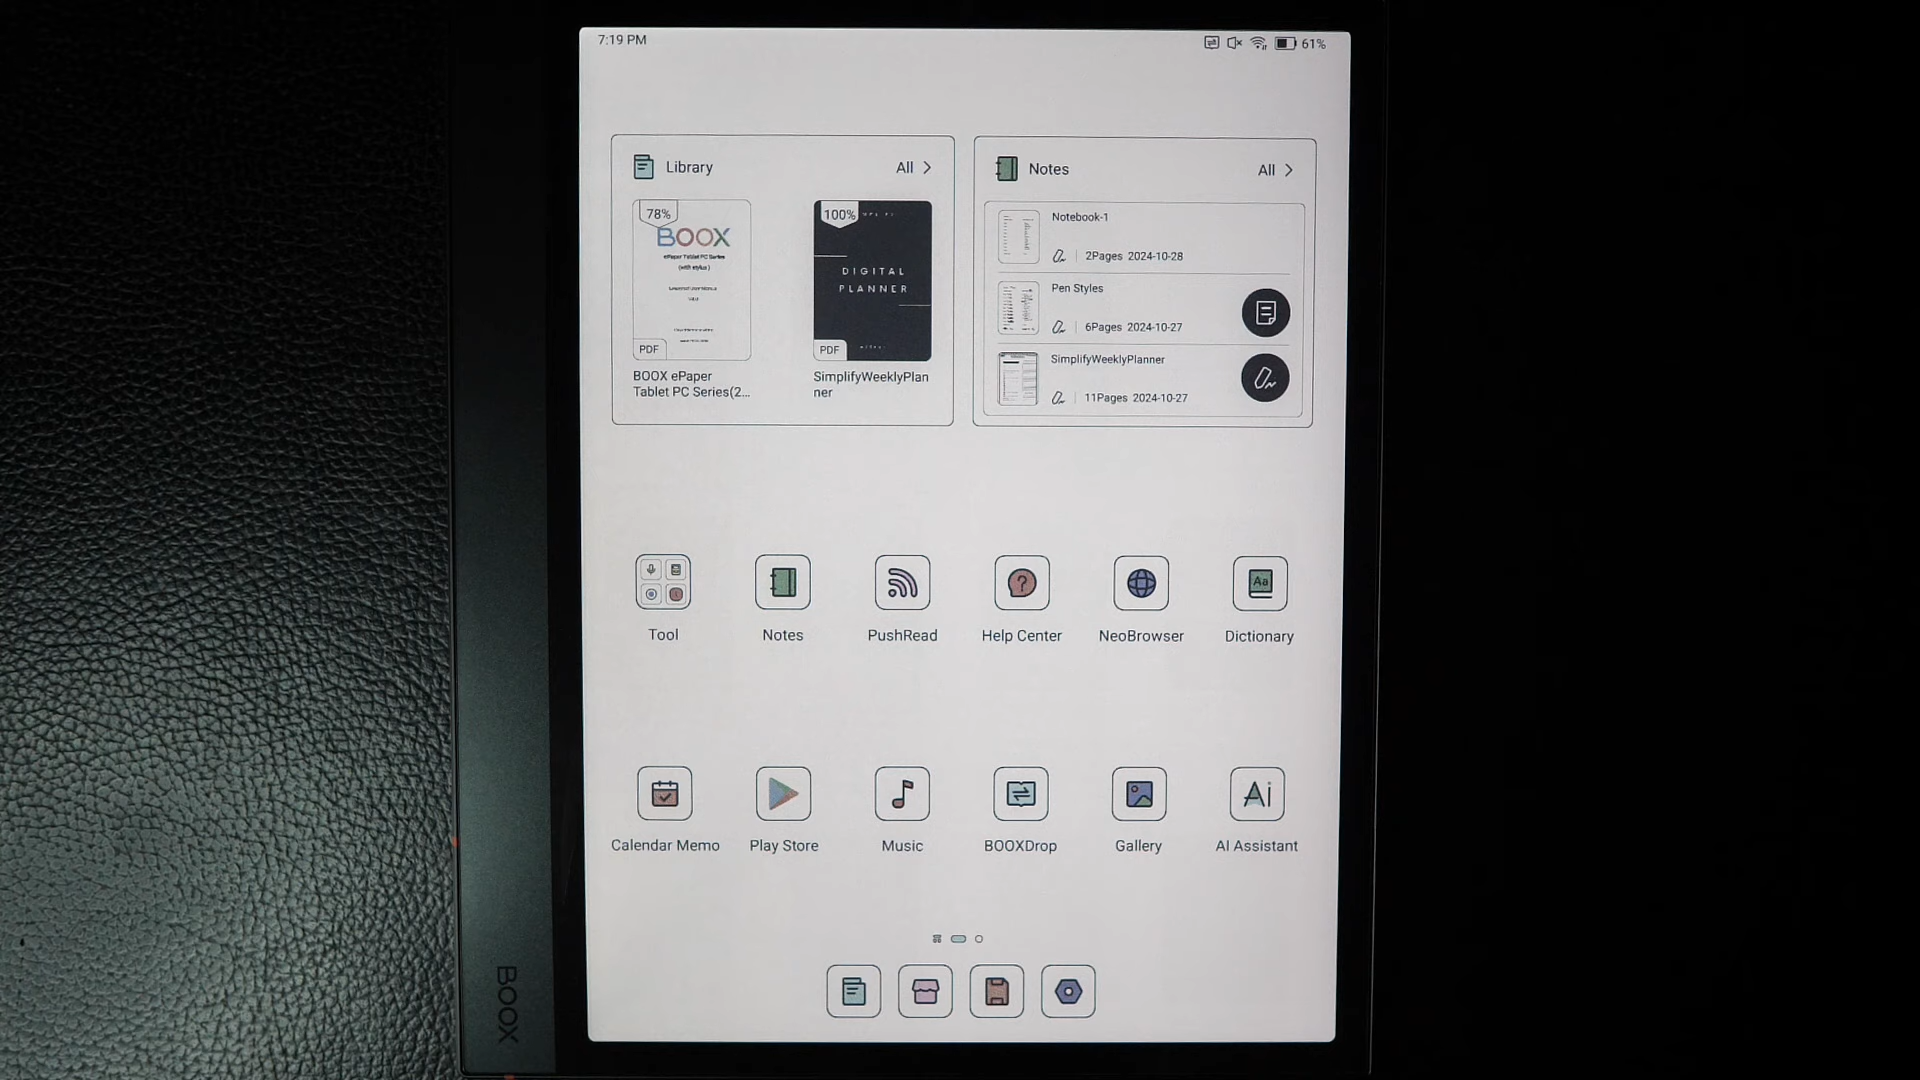 7:19 PM
61%
Library
All >
78%
BOOX
ePaper Tablet PC Series
(with stylus)
PDF
BOOX ePaper
Tablet PC Series(2...
100%
DIGITAL
PLANNER
PDF
SimplifyWeeklyPlan
ner
Notes
All >
Notebook-1
2Pages 2024-10-28
Pen Styles
6Pages 2024-10-27
SimplifyWeeklyPlanner
11Pages 2024-10-27
Tool
Notes
PushRead
Help Center
NeoBrowser
Aa
Dictionary
Calendar Memo
Play Store
Music
BOOXDrop
Gallery
Ai
AI Assistant
BOOX